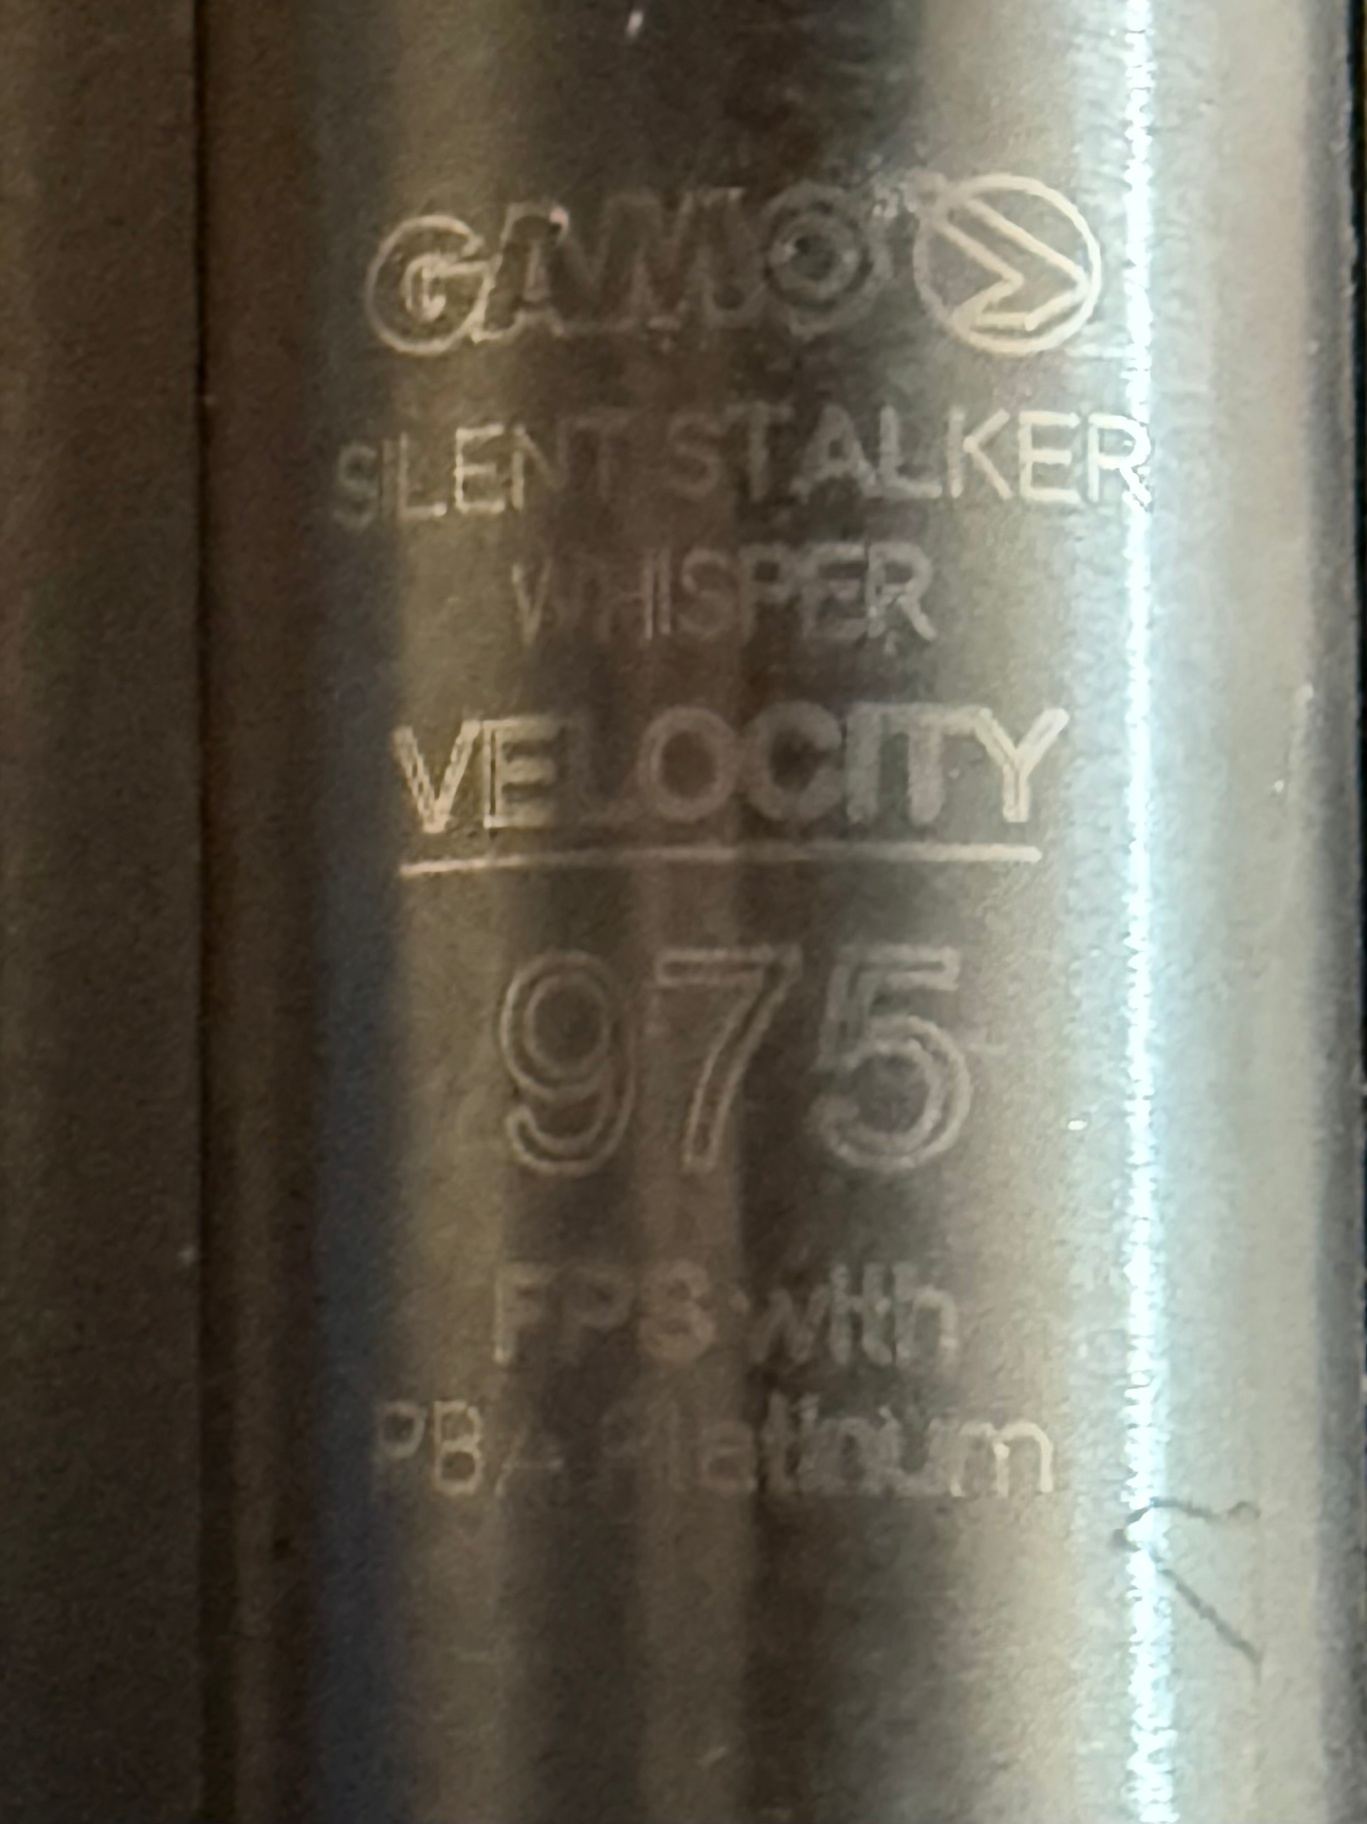 GAMO
SILENT STALKER
WHISPER
VELOCITY
975
FPS with
PBA Platinum